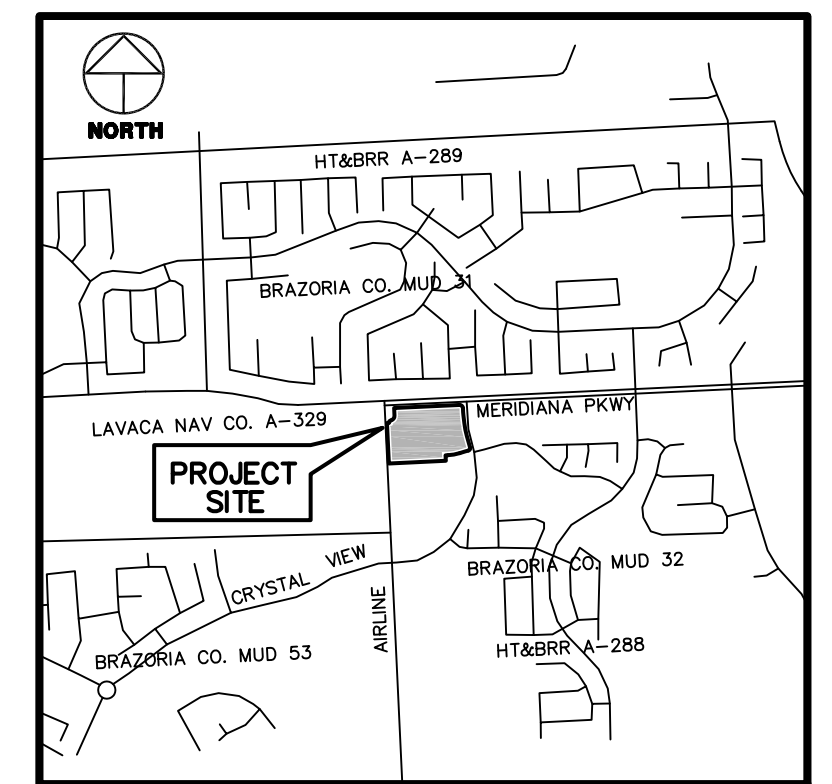 NORTH
HT&BRR A-289
BRAZORIA CO. MUD 31
LAVACA NAV CO. A-329
MERIDIANA PKWY
PROJECT
SITE
CRYSTAL VIEW
AIRLINE
BRAZORIA CO. MUD 32
BRAZORIA CO. MUD 53
HT&BRR A-288